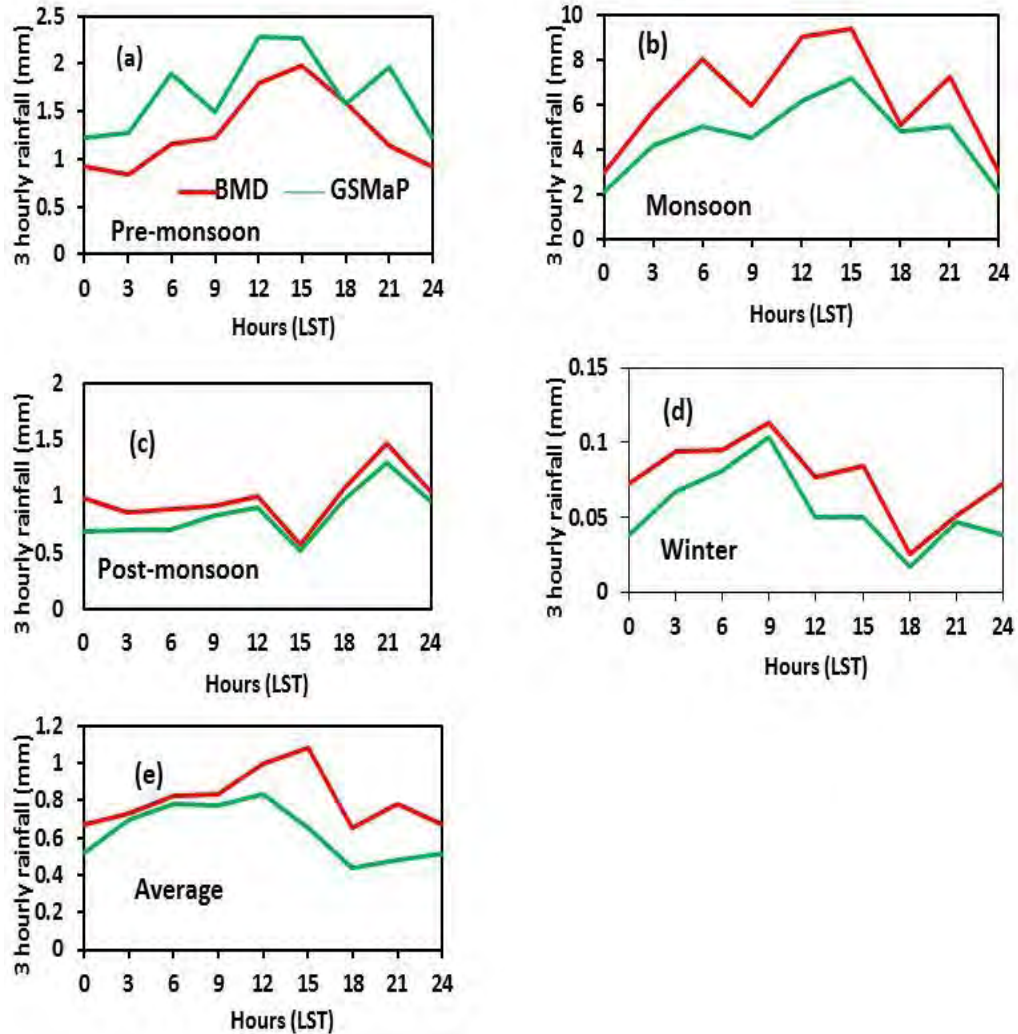 3 hourly rainfall (mm)
2.5
2
1.5
1
0.5
0
(a)
BMD GSMaP
Pre-monsoon
0 3 6 9 12 15 18 21 24
Hours (LST)
3 hourly rainfall (mm)
10
8
6
4
2
0
(b)
Monsoon
0 3 6 9 12 15 18 21 24
Hours (LST)
3 hourly rainfall (mm)
2
1.5
1
0.5
0
(c)
Post-monsoon
0 3 6 9 12 15 18 21 24
Hours (LST)
3 hourly rainfall (mm)
0.15
0.1
0.05
0
(d)
Winter
0 3 6 9 12 15 18 21 24
Hours (LST)
3 hourly rainfall (mm)
1.2
1
0.8
0.6
0.4
0.2
0
(e)
Average
0 3 6 9 12 15 18 21 24
Hours (LST)